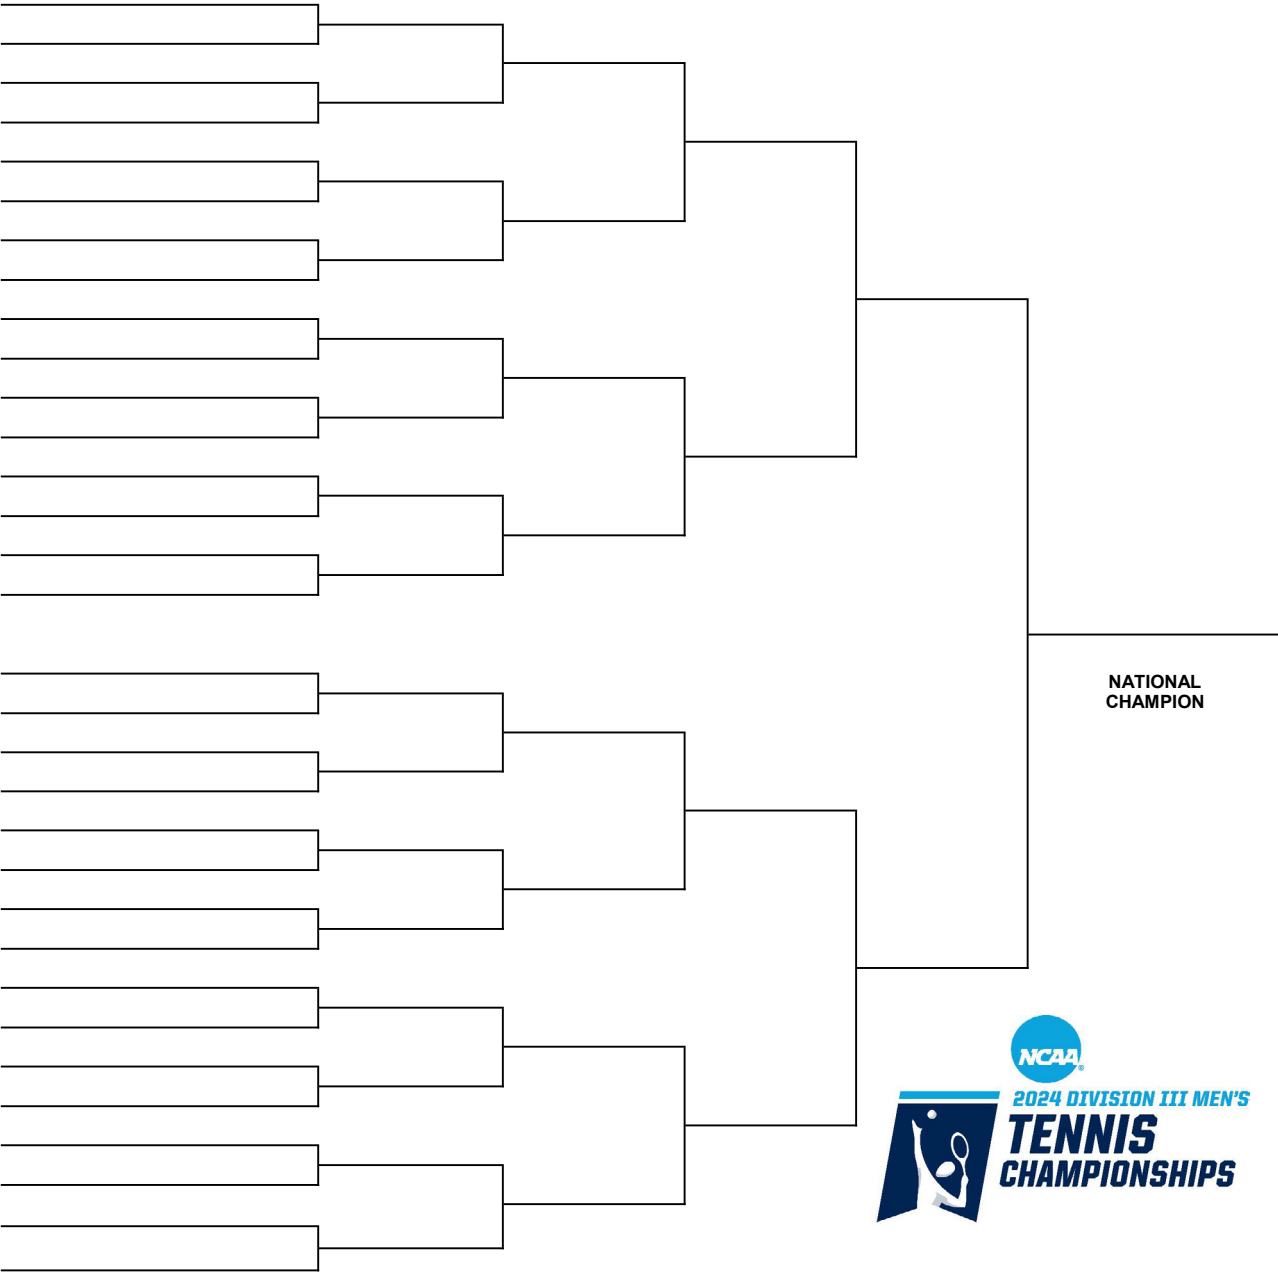 NATIONAL
CHAMPION
NCAA®
2024 DIVISION III MEN'S
TENNIS
CHAMPIONSHIPS